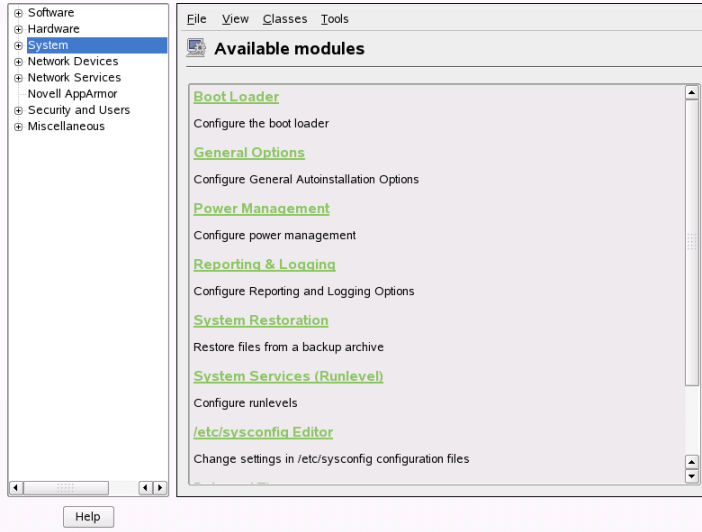 Software
Hardware
System
Network Devices
Network Services
Novell AppArmor
Security and Users
Miscellaneous
Help
File View Classes Tools
Available modules
Boot Loader
Configure the boot loader
General Options
Configure General Autoinstallation Options
Power Management
Configure power management
Reporting & Logging
Configure Reporting and Logging Options
System Restoration
Restore files from a backup archive
System Services (Runlevel)
Configure runlevels
/etc/sysconfig Editor
Change settings in /etc/sysconfig configuration files